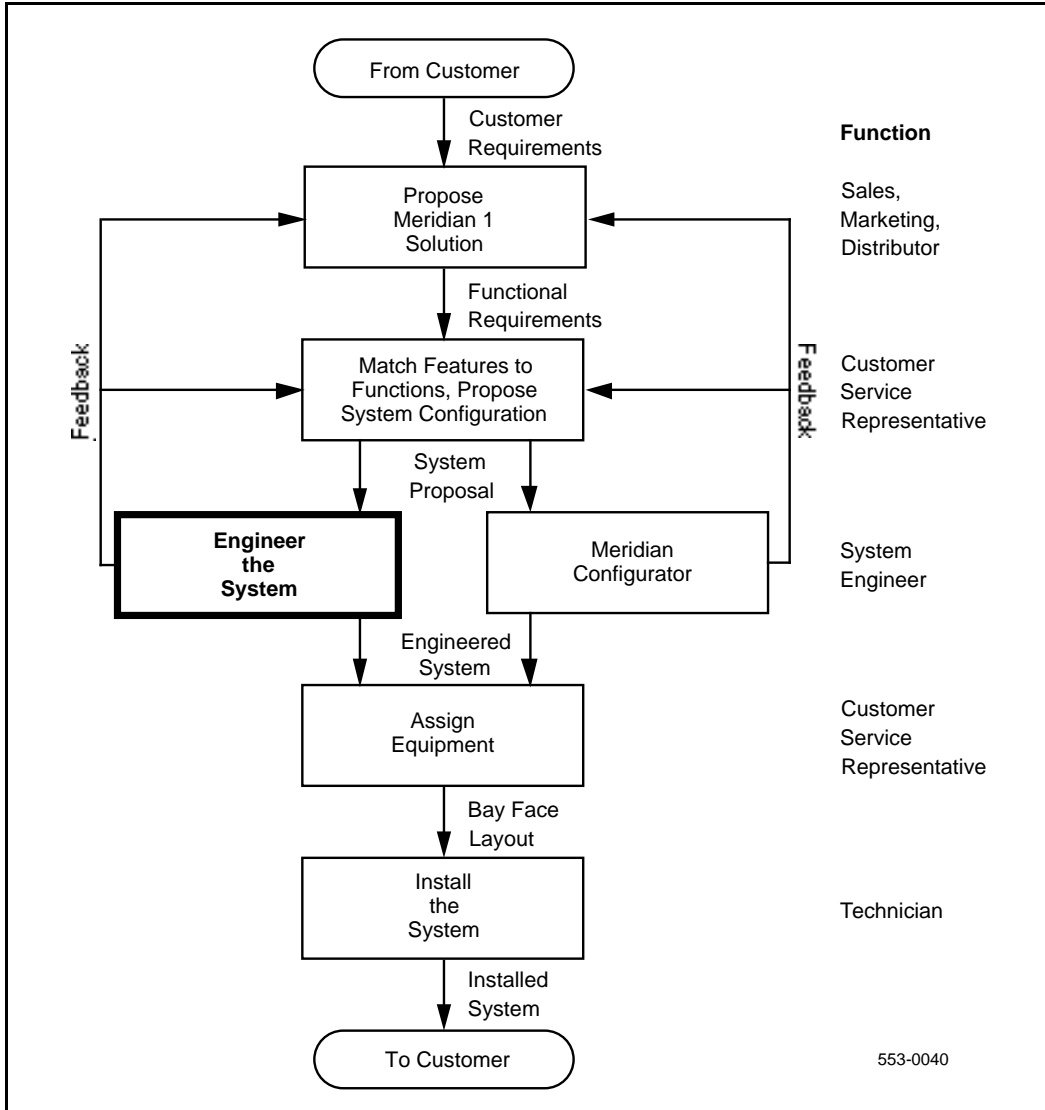 From Customer
Customer
Requirements
Function
Propose
Meridian 1
Solution
Sales,
Marketing,
Distributor
Functional
Requirements
Feedback
Match Features to
Functions, Propose
System Configuration
Feedback
Customer
Service
Representative
System
Proposal
Engineer
the
System
Meridian
Configurator
System
Engineer
Engineered
System
Assign
Equipment
Customer
Service
Representative
Bay Face
Layout
Install
the
System
Technician
Installed
System
To Customer
553-0040